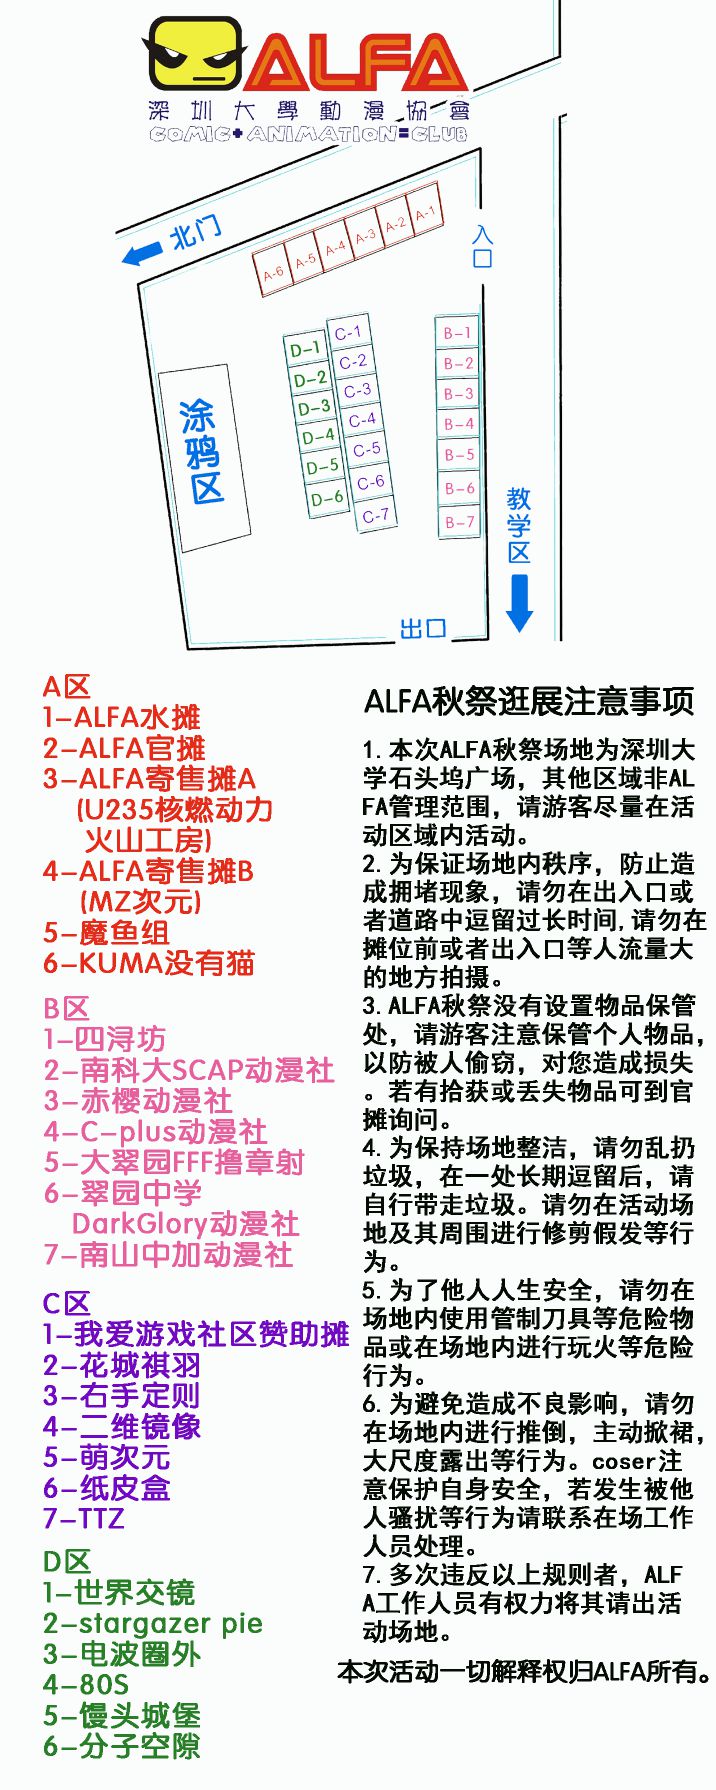 ALFA
深圳大學動漫協會
COMIC+ANIMATION=CLUB
北门
入口
A-6
A-5
A-4
A-3
A-2
A-1
D-1
D-2
D-3
D-4
D-5
D-6
C-1
C-2
C-3
C-4
C-5
C-6
C-7
B-1
B-2
B-3
B-4
B-5
B-6
B-7
涂鸦区
教学区
出口
A区
1-ALFA水摊
2-ALFA官摊
3-ALFA寄售摊A
(U235核燃动力
火山工房)
4-ALFA寄售摊B
(MZ次元)
5-魔鱼组
6-KUMA没有猫
B区
1-四浔坊
2-南科大SCAP动漫社
3-赤樱动漫社
4-C-plus动漫社
5-大翠园FFF撸章射
6-翠园中学
DarkGlory动漫社
7-南山中加动漫社
C区
1-我爱游戏社区赞助摊
2-花城祺羽
3-右手定则
4-二维镜像
5-萌次元
6-纸皮盒
7-TTZ
D区
1-世界交镜
2-stargazer pie
3-电波圈外
4-80S
5-馒头城堡
6-分子空隙
ALFA秋祭逛展注意事项
1.本次ALFA秋祭场地为深圳大
学石头坞广场，其他区域非AL
FA管理范围，请游客尽量在活
动区域内活动。
2.为保证场地内秩序，防止造
成拥堵现象，请勿在出入口或
者道路中逗留过长时间,请勿在
摊位前或者出入口等人流量大
的地方拍摄。
3.ALFA秋祭没有设置物品保管
处，请游客注意保管个人物品，
以防被人偷窃，对您造成损失
。若有拾获或丢失物品可到官
摊询问。
4.为保持场地整洁，请勿乱扔
垃圾，在一处长期逗留后，请
自行带走垃圾。请勿在活动场
地及其周围进行修剪假发等行
为。
5.为了他人人生安全，请勿在
场地内使用管制刀具等危险物
品或在场地内进行玩火等危险
行为。
6.为避免造成不良影响，请勿
在场地内进行推倒，主动掀裙，
大尺度露出等行为。coser注
意保护自身安全，若发生被他
人骚扰等行为请联系在场工作
人员处理。
7.多次违反以上规则者，ALF
A工作人员有权力将其请出活
动场地。
本次活动一切解释权归ALFA所有。